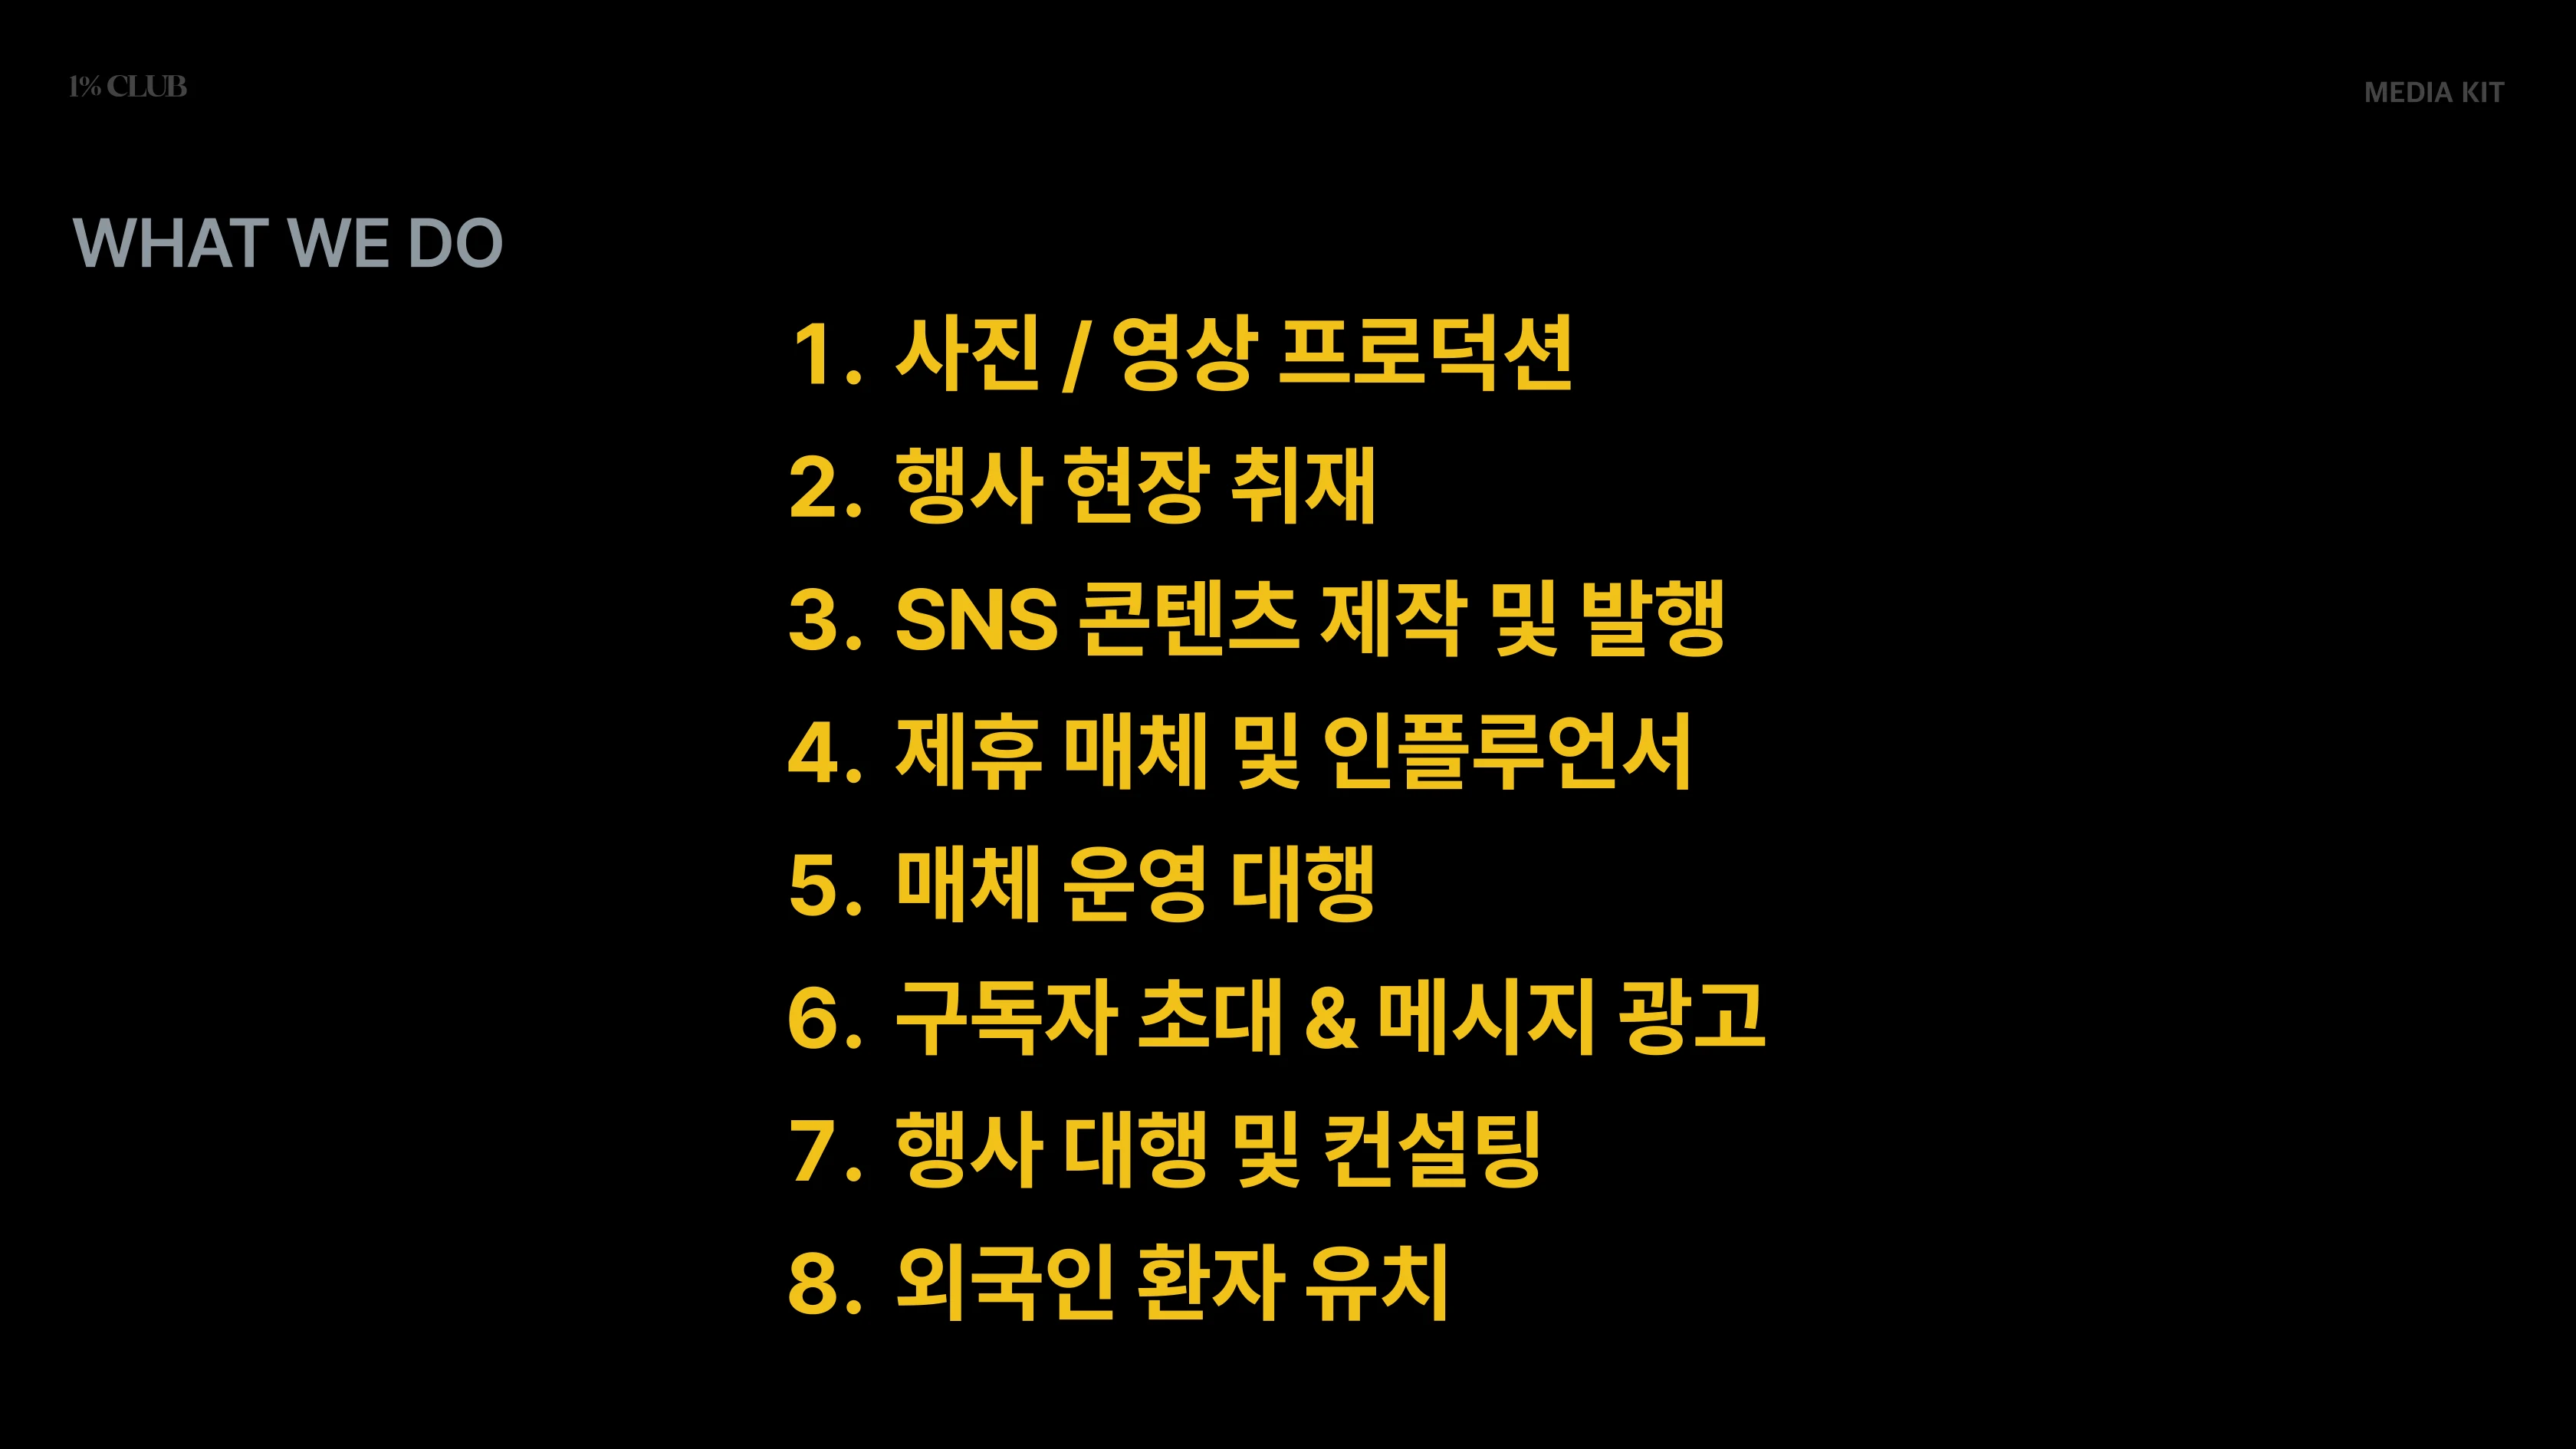 1% CLUB
MEDIA KIT
WHAT WE DO
1. 사진 / 영상 프로덕션
2. 행사 현장 취재
3. SNS 콘텐츠 제작 및 발행
4. 제휴 매체 및 인플루언서
5. 매체 운영 대행
6. 구독자 초대 & 메시지 광고
7. 행사 대행 및 컨설팅
8. 외국인 환자 유치